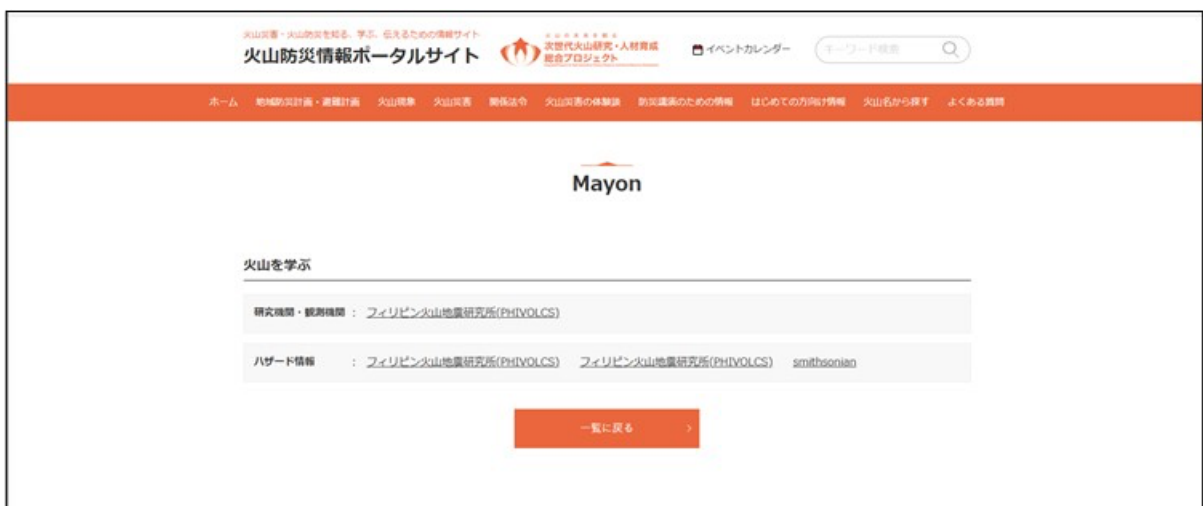 火山災害・火山防災を知る、学ぶ、伝えるための情報サイト
火山防災情報ポータルサイト
火山の未来を創る
次世代火山研究・人材育成
総合プロジェクト
イベントカレンダー
キーワード検索
ホーム 地域防災計画・避難計画 火山現象 火山災害 関係法令 火山災害の体験談 防災講演のための情報 はじめての方向け情報 火山名から探す よくある質問
Mayon
火山を学ぶ
研究機関・観測機関 : フィリピン火山地震研究所(PHIVOLCS)
ハザード情報 : フィリピン火山地震研究所(PHIVOLCS) フィリピン火山地震研究所(PHIVOLCS) smithsonian
一覧に戻る